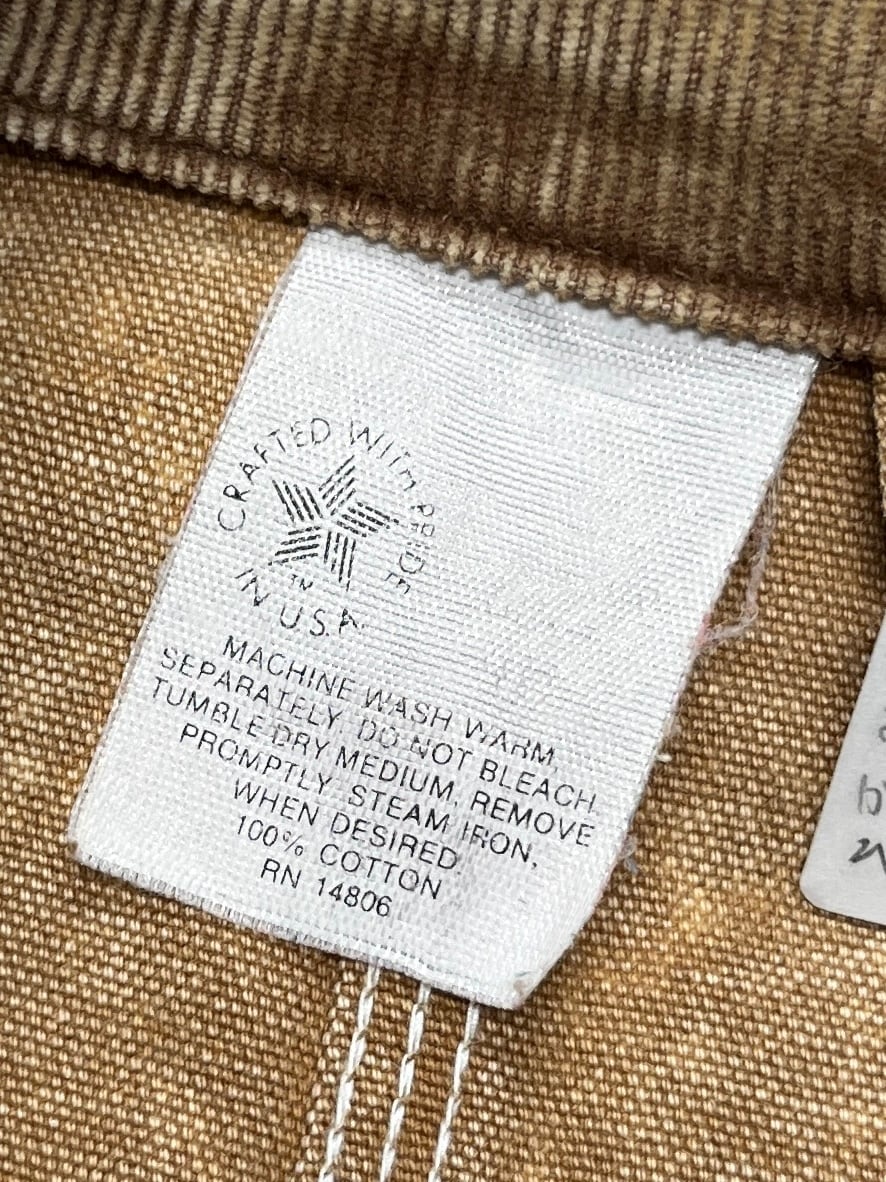 CRAFTED WITH PRIDE
TM
IN U.S.A.
MACHINE WASH WARM
SEPARATELY. DO NOT BLEACH.
TUMBLE DRY MEDIUM, REMOVE
PROMPTLY. STEAM IRON,
WHEN DESIRED.
100% COTTON
RN 14806